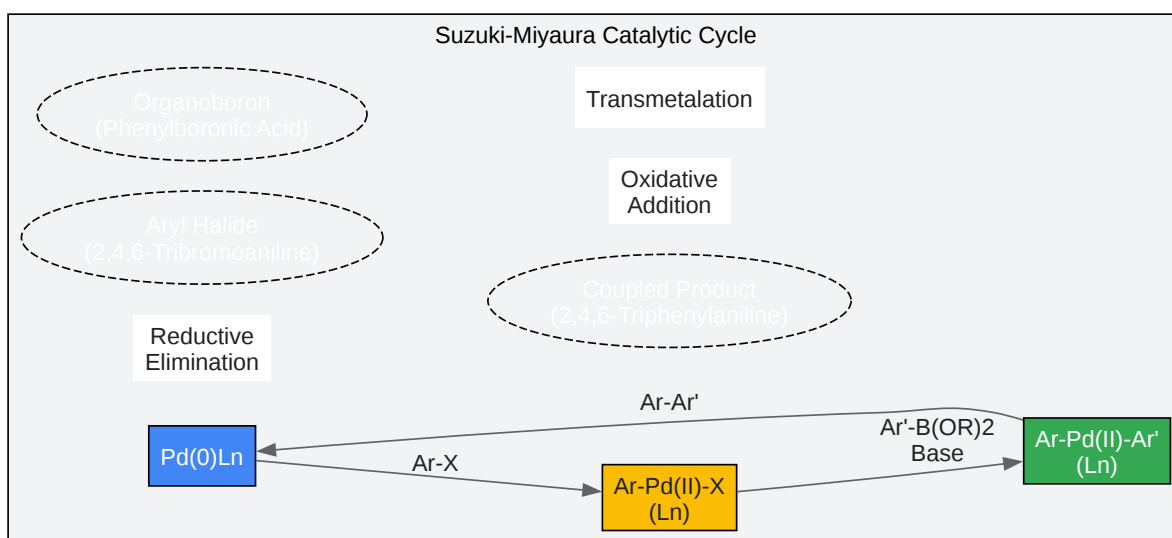 Suzuki-Miyaura Catalytic Cycle
Organoboron
(Phenylboronic Acid)
Transmetalation
Oxidative
Addition
Aryl Halide
(2,4,6-Tribromoaniline)
Coupled Product
(2,4,6-Triphenylaniline)
Reductive
Elimination
Ar-Ar'
Ar'-B(OR)2
Base
Pd(0)Ln
Ar-X
Ar-Pd(II)-X
(Ln)
Ar-Pd(II)-Ar'
(Ln)